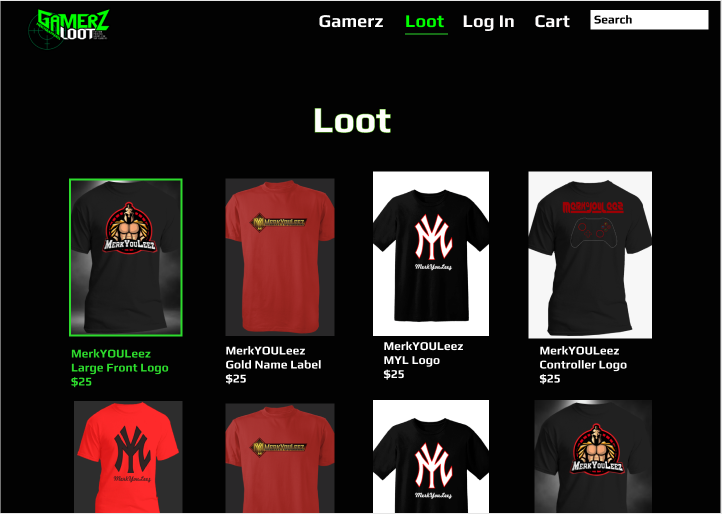 GAMERZ
LOOT
Gamerz Loot Log In Cart Search
Loot
MerkYouLeez
MerkYouLeez
MerkYouLeez
MerkYouLeez
MerkYOULeez
Large Front Logo
$25
MerkYOULeez
Gold Name Label
$25
MerkYOULeez
MYL Logo
$25
MerkYOULeez
Controller Logo
$25
MerkYouLeez
MerkYouLeez
MerkYouLeez
MerkYouLeez